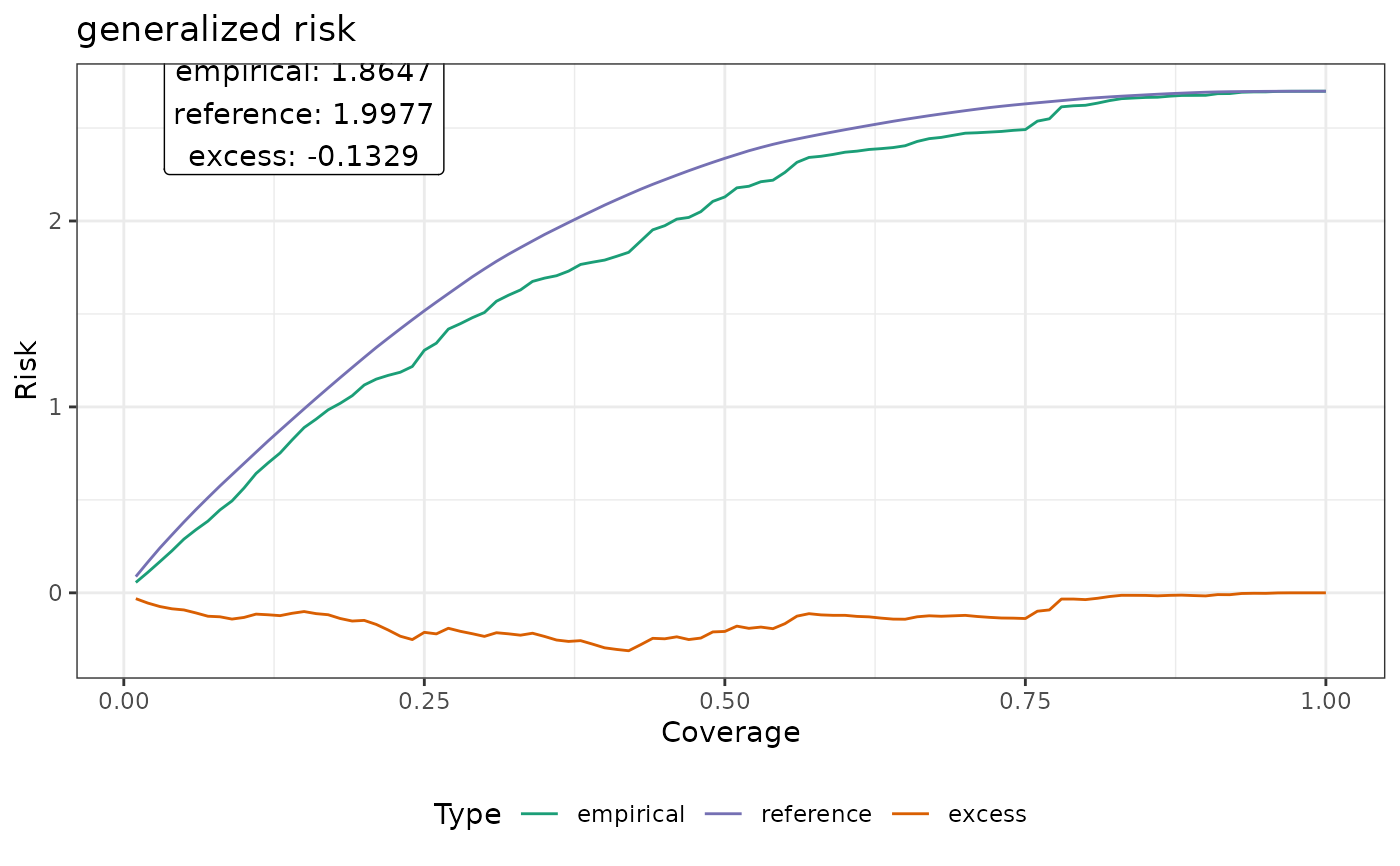 generalized risk
empirical: 1.8647
reference: 1.9977
excess: -0.1329
Risk
2
1
0
0.00 0.25 0.50 0.75 1.00
Coverage
Type empirical reference excess